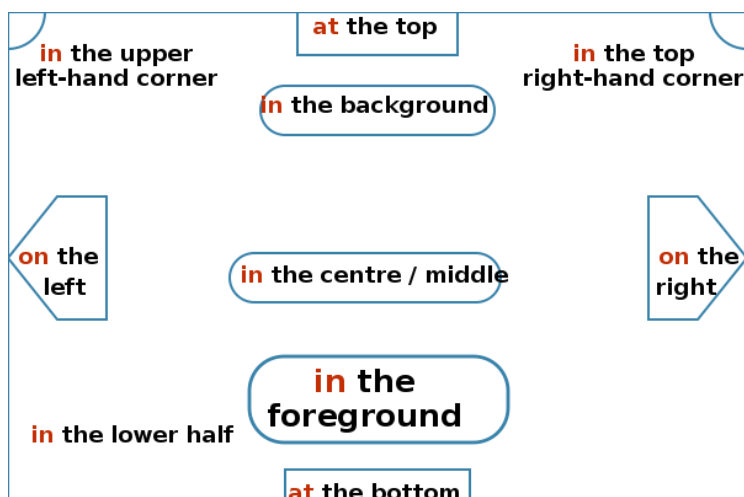 at the top
in the upper
left-hand corner
in the top
right-hand corner
in the background
on the
left
in the centre / middle
on the
right
in the
foreground
in the lower half
at the bottom